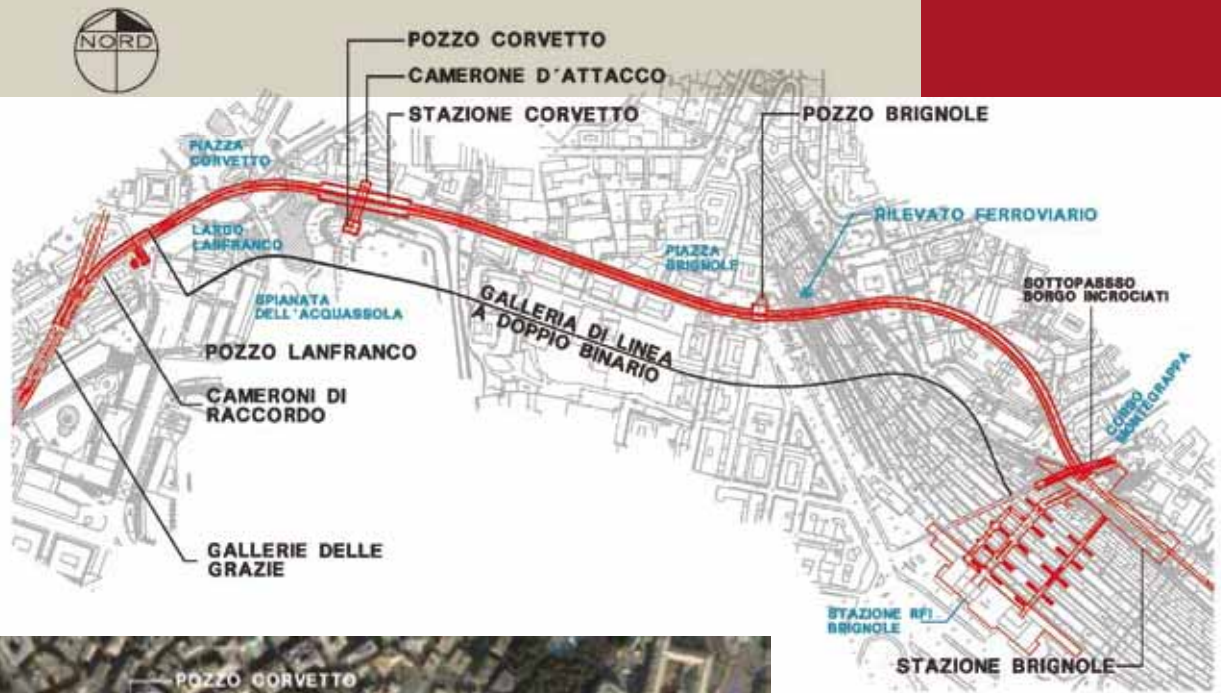 NORD
POZZO CORVETTO
CAMERONE D'ATTACCO
STAZIONE CORVETTO
POZZO BRIGNOLE
PIAZZA
CORVETTO
LARGO
LANFRANCO
RILEVATO FERROVIARIO
PIAZZA
BRIGNOLE
SPIANATA
DELL'ACQUASSOLA
GALLERIA DI LINEA
A DOPPIO BINARIO
SOTTOPASSSO
BORGO INCROCIATI
POZZO LANFRANCO
CAMERONI DI
RACCORDO
CORSO
MONTEGRAPPA
GALLERIE DELLE
GRAZIE
STAZIONE RFI
BRIGNOLE
STAZIONE BRIGNOLE
POZZO CORVETTO